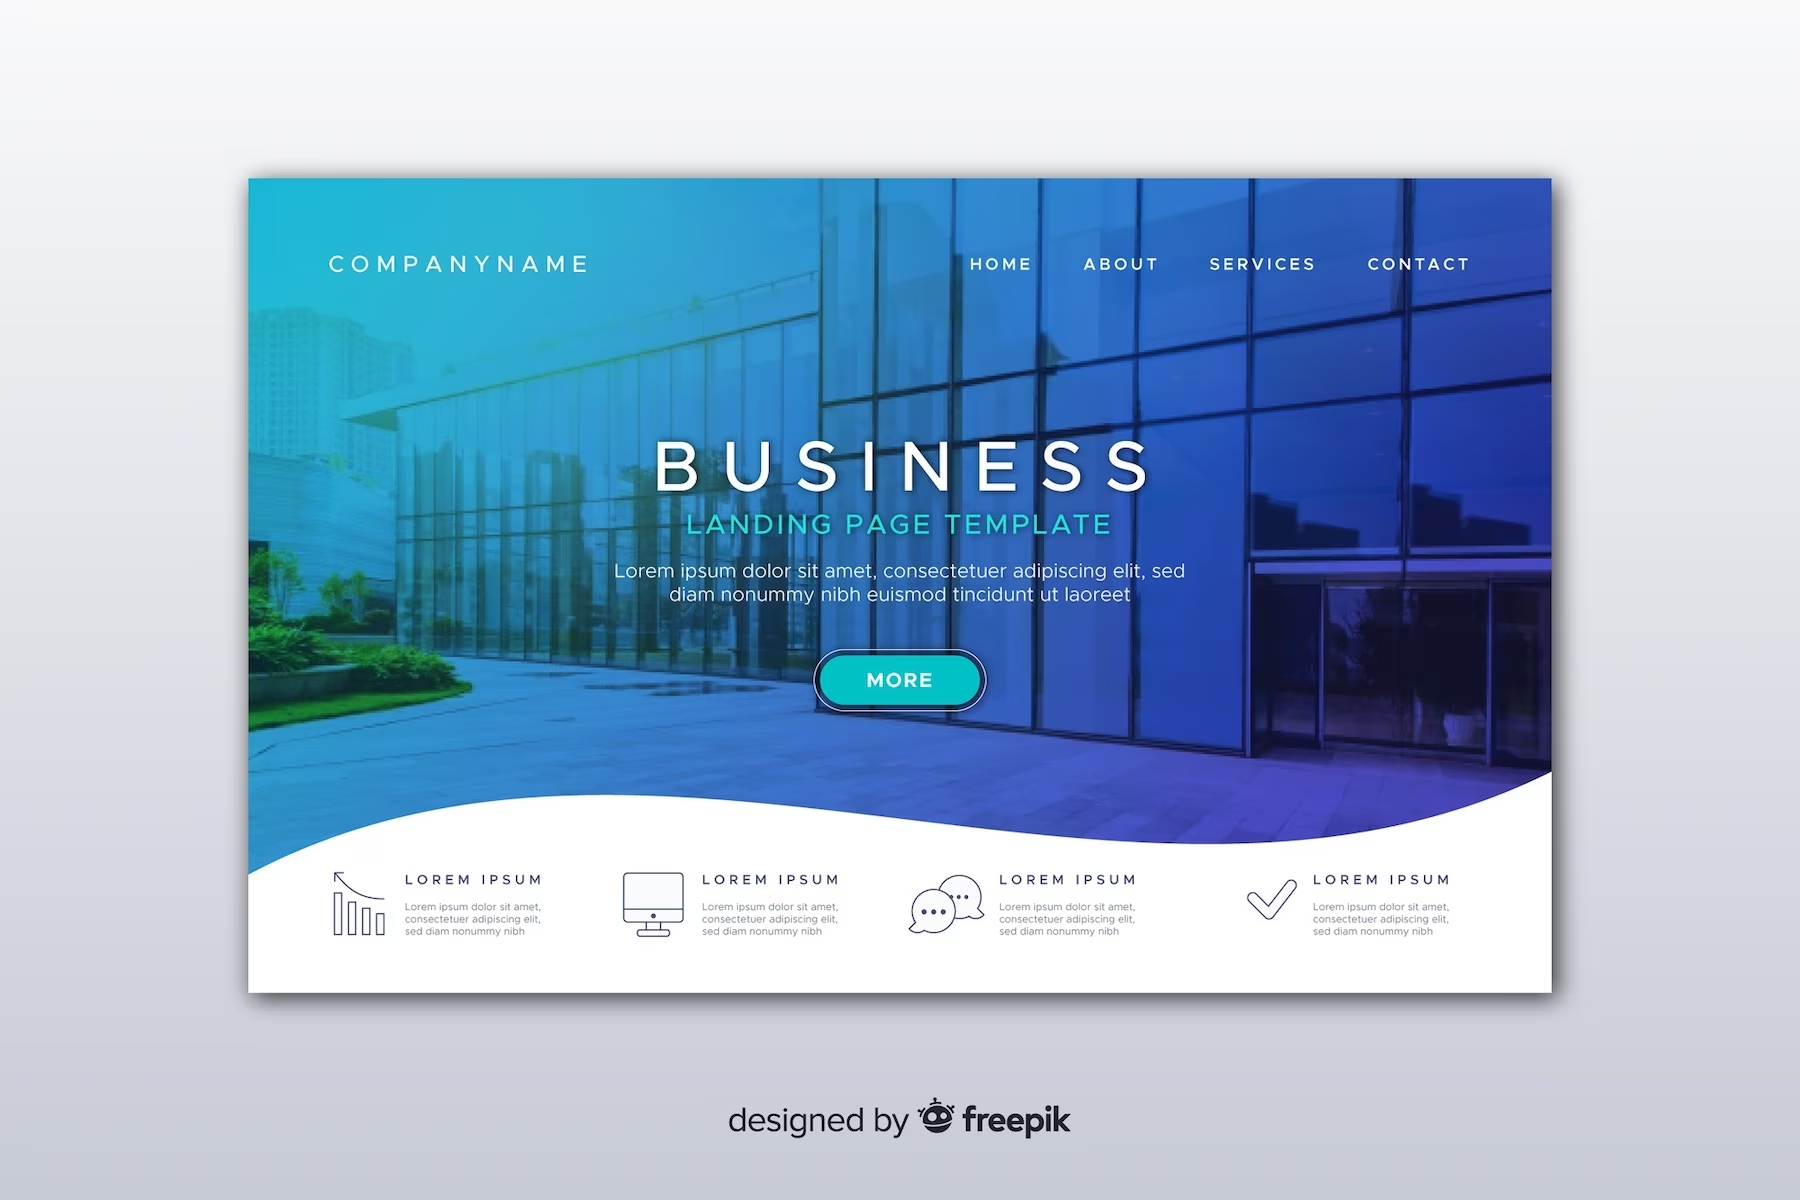 COMPANYNAME
HOME ABOUT SERVICES CONTACT
BUSINESS
LANDING PAGE TEMPLATE
Lorem ipsum dolor sit amet, consectetuer adipiscing elit, sed
diam nonummy nibh euismod tincidunt ut laoreet
MORE
LOREM IPSUM
Lorem ipsum dolor sit amet,
consectetuer adipiscing elit,
sed diam nonummy nibh
LOREM IPSUM
Lorem ipsum dolor sit amet,
consectetuer adipiscing elit,
sed diam nonummy nibh
LOREM IPSUM
Lorem ipsum dolor sit amet,
consectetuer adipiscing elit,
sed diam nonummy nibh
LOREM IPSUM
Lorem ipsum dolor sit amet,
consectetuer adipiscing elit,
sed diam nonummy nibh
designed by freepik